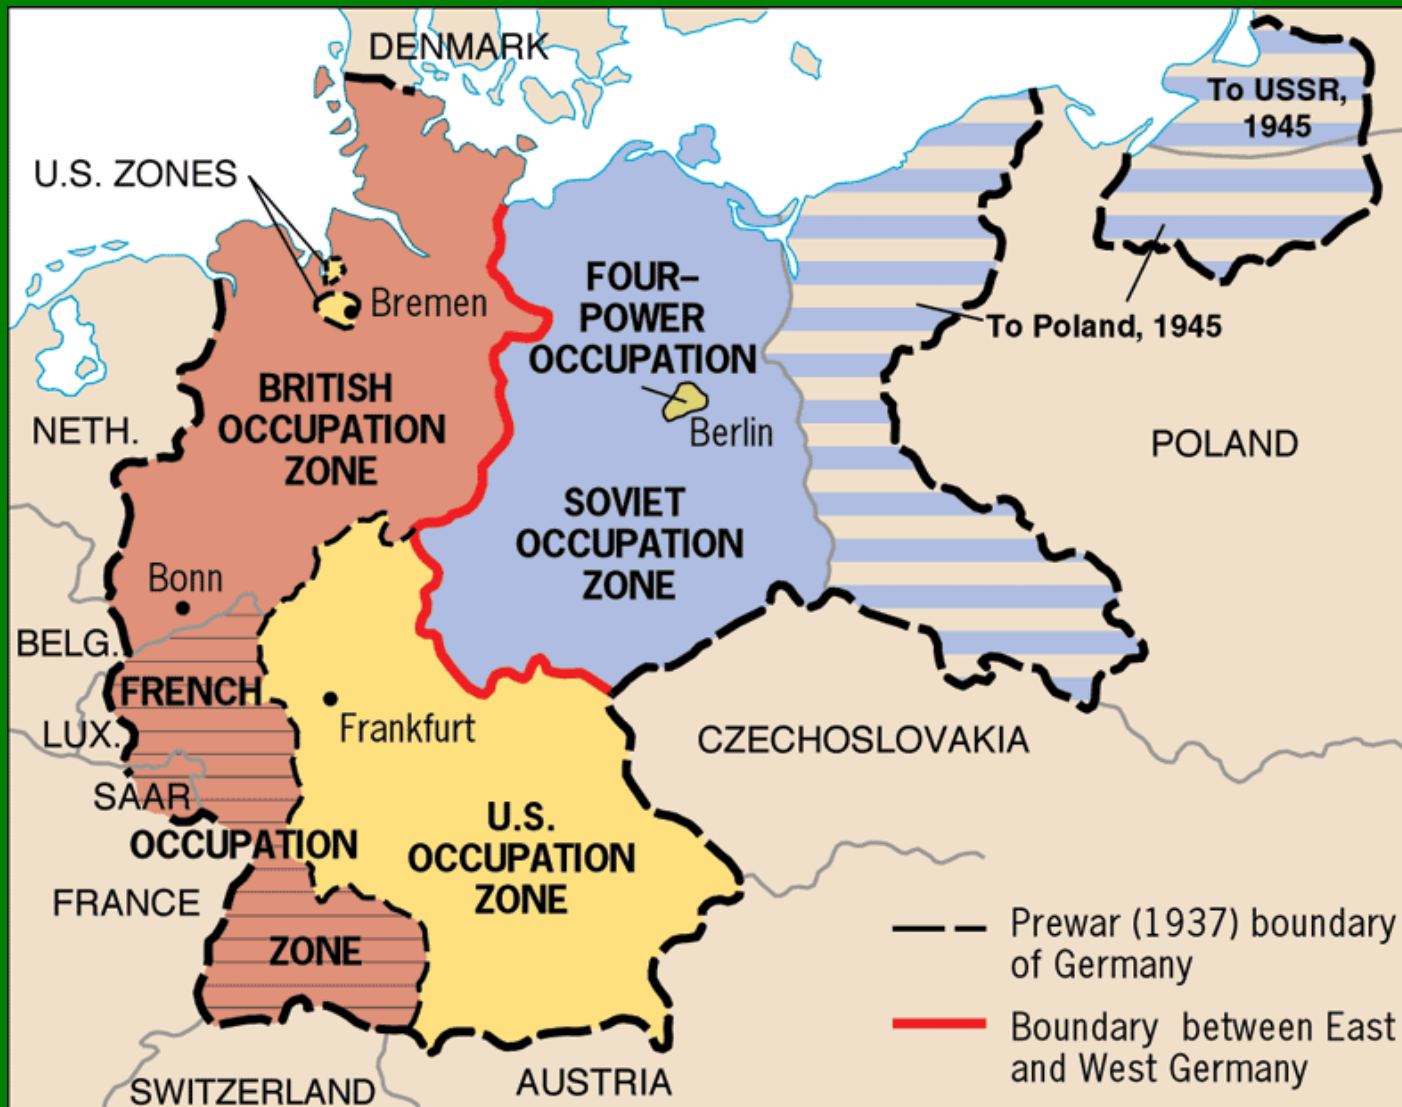 DENMARK
To USSR,
1945
U.S. ZONES
FOUR–
POWER
OCCUPATION
Bremen
To Poland, 1945
BRITISH
OCCUPATION
ZONE
NETH.
Berlin
POLAND
SOVIET
OCCUPATION
ZONE
Bonn
BELG.
FRENCH
LUX.
Frankfurt
CZECHOSLOVAKIA
SAAR
OCCUPATION
U.S.
OCCUPATION
ZONE
FRANCE
ZONE
Prewar (1937) boundary
of Germany
Boundary between East
and West Germany
SWITZERLAND
AUSTRIA